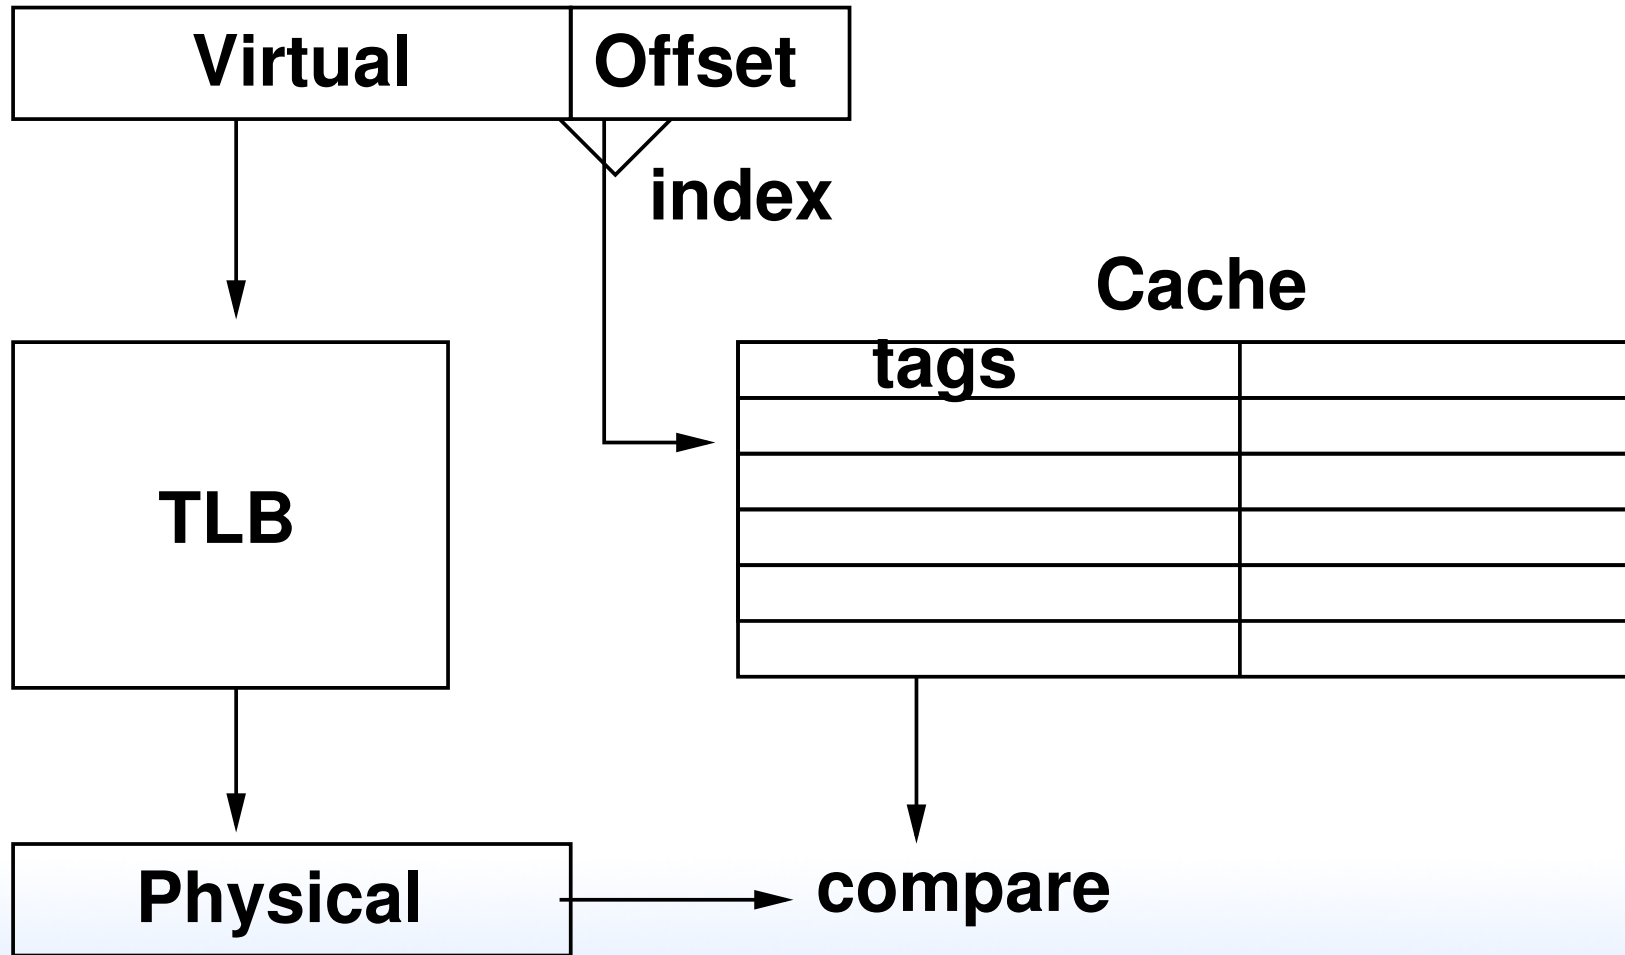 Virtual Offset
index
Cache
tags
TLB
Physical
compare